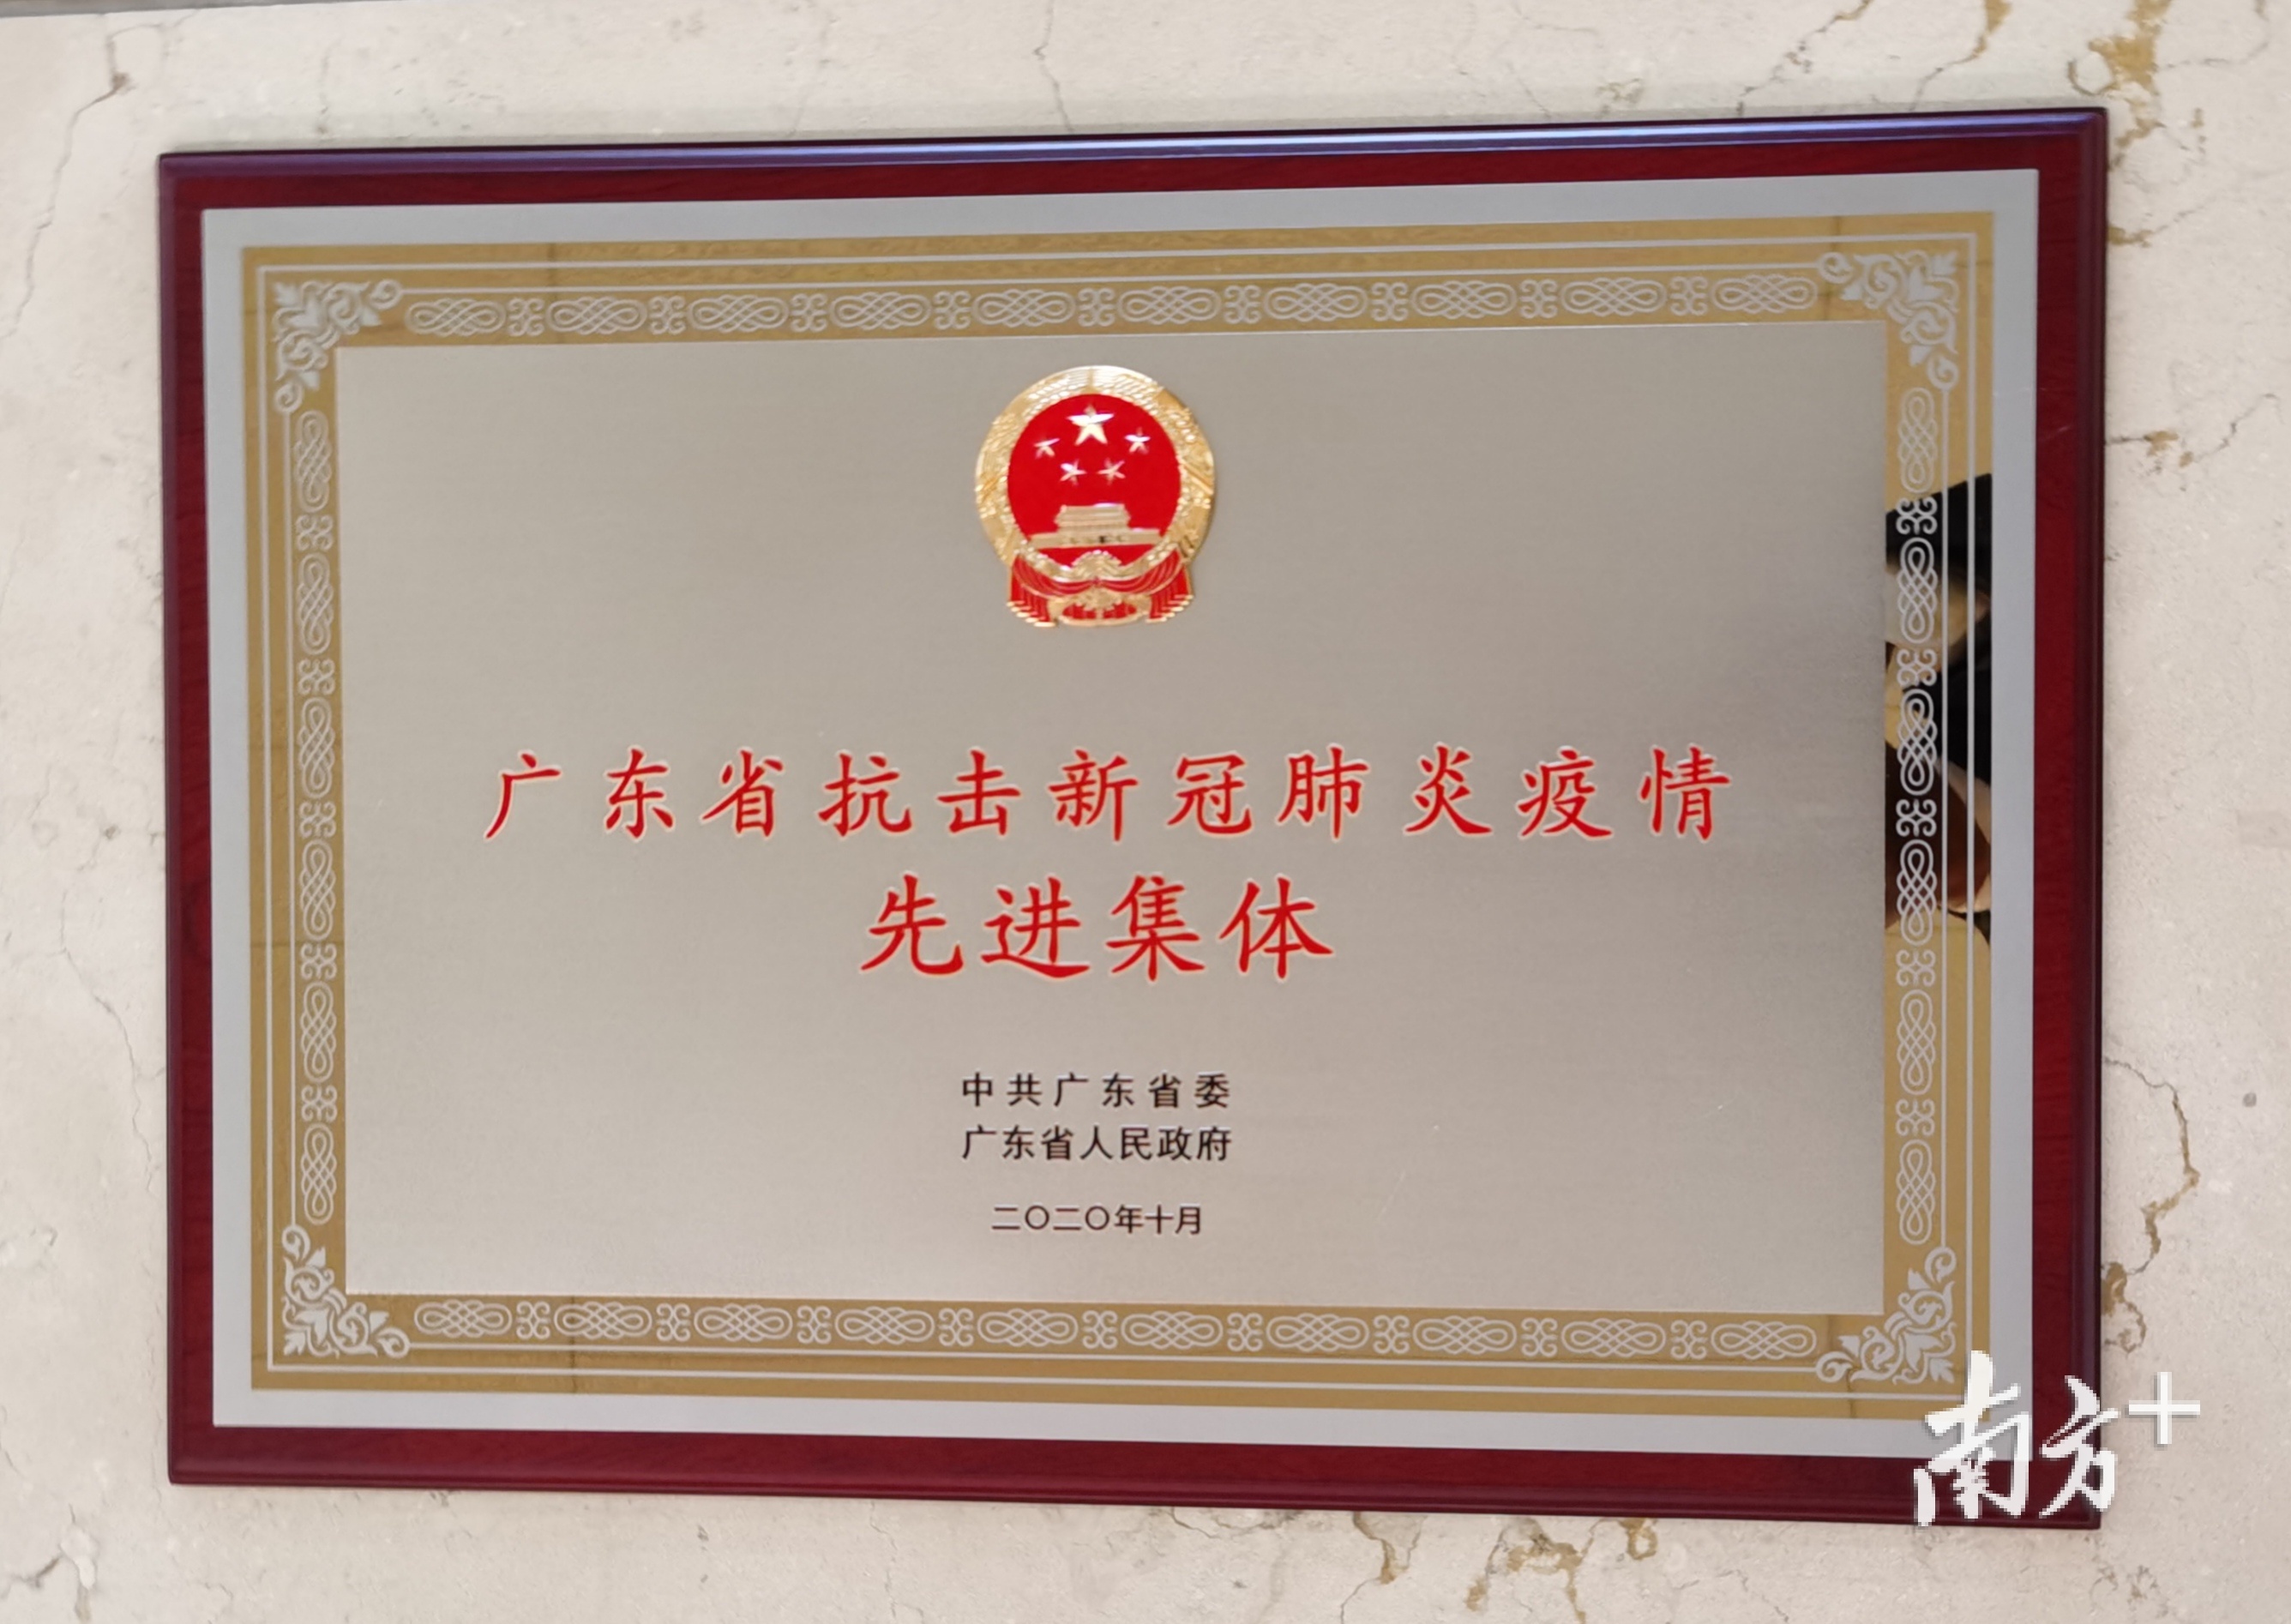 广东省抗击新冠肺炎疫情
先进集体
中共广东省委
广东省人民政府
二〇二〇年十月
南方+